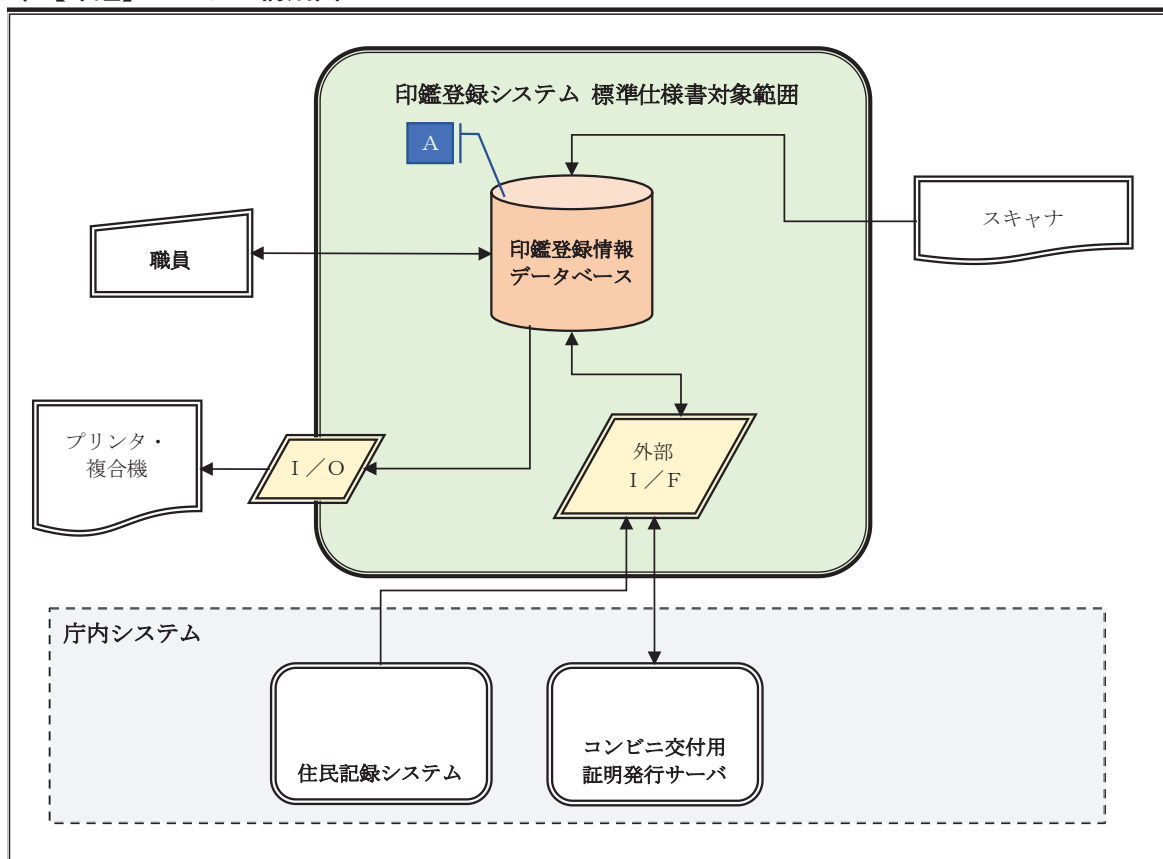 印鑑登録システム 標準仕様書対象範囲
A
スキャナ
職員
印鑑登録情報
データベース
プリンタ・
複合機
I/O
外部
I/F
庁内システム
住民記録システム
コンビニ交付用
証明発行サーバ